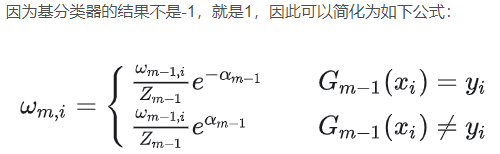 因为基分类器的结果不是-1，就是1，因此可以简化为如下公式：
$\omega_{m,i} = \begin{cases} \frac{\omega_{m-1,i}}{Z_{m-1}} e^{-\alpha_{m-1}} & G_{m-1}(x_i) = y_i \\ \frac{\omega_{m-1,i}}{Z_{m-1}} e^{\alpha_{m-1}} & G_{m-1}(x_i) \neq y_i \end{cases}$